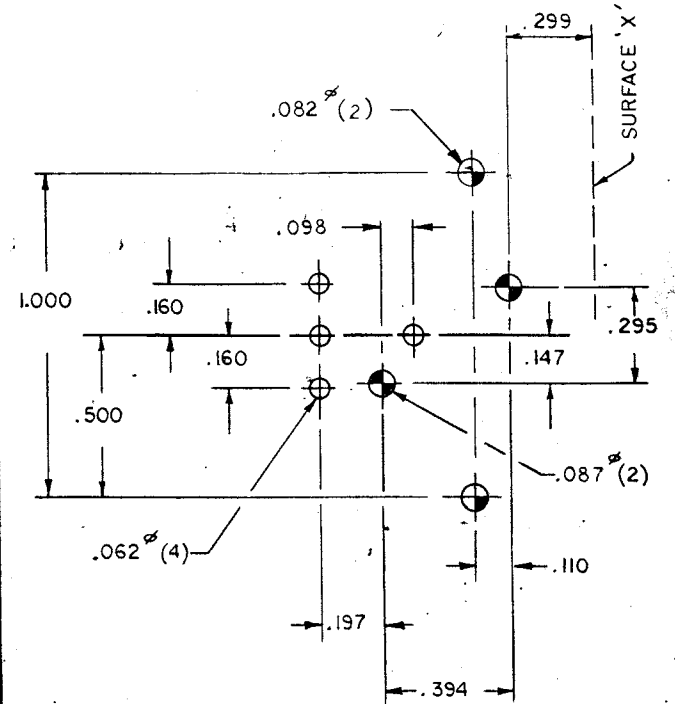 .299
SURFACE 'X'
.082 ⌀ (2)
.098
1.000
.160
.295
.160
.147
.500
.087 ⌀ (2)
.062 ⌀ (4)
.110
.197
.394